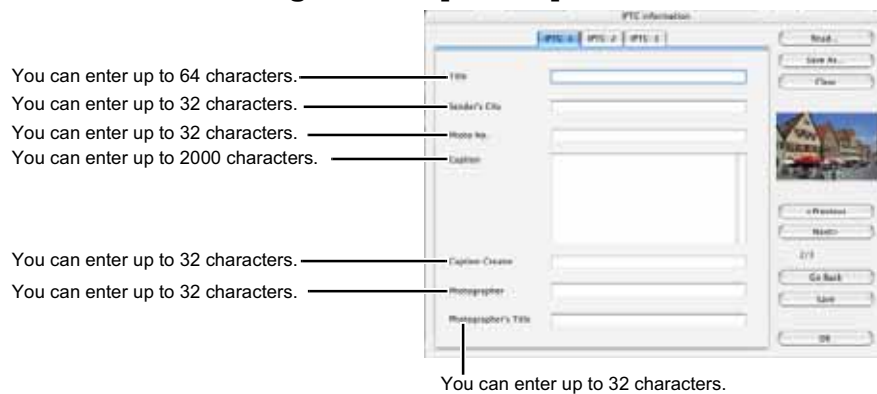 IPTC information
IPTC 1 IPTC 2 IPTC 3
Read...
Save As...
Clear
You can enter up to 64 characters.
Title
You can enter up to 32 characters.
Sender's City
You can enter up to 32 characters.
Photo No.
You can enter up to 2000 characters.
Caption
<Previous
Next>
2/3
You can enter up to 32 characters.
Caption Creator
Go Back
You can enter up to 32 characters.
Photographer
Save
Photographer's Title
OK
You can enter up to 32 characters.